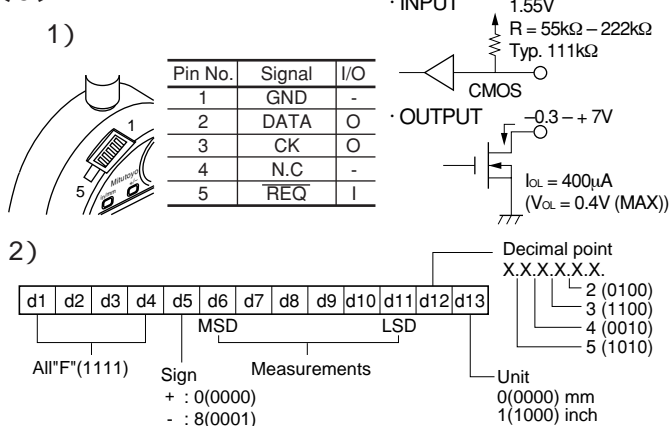 1)
Pin No. Signal I/O
1 GND -
2 DATA O
3 CK O
4 N.C -
5 REQ I
1
5
Mitutoyo
· INPUT
1.55V
R = 55kΩ – 222kΩ
Typ. 111kΩ
CMOS
· OUTPUT
–0.3 – + 7V
IOL = 400µA
(VOL = 0.4V (MAX))
2)
d1 d2 d3 d4 d5 d6 d7 d8 d9 d10 d11 d12 d13
MSD LSD
All"F"(1111)
Sign
+ : 0(0000)
- : 8(0001)
Measurements
Decimal point
X.X.X.X.X.X.
2 (0100)
3 (1100)
4 (0010)
5 (1010)
Unit
0(0000) mm
1(1000) inch